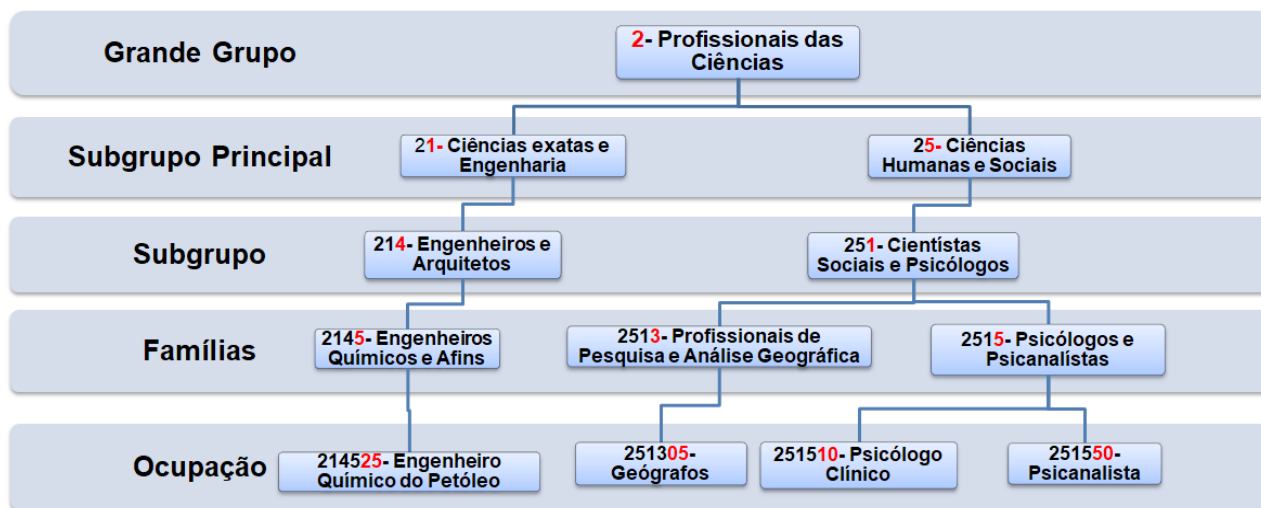 Grande Grupo
2- Profissionais das
Ciências
Subgrupo Principal
21- Ciências exatas e
Engenharia
25- Ciências
Humanas e Sociais
Subgrupo
214- Engenheiros e
Arquitetos
251- Cientístas
Sociais e Psicólogos
Famílias
2145- Engenheiros
Químicos e Afins
2513- Profissionais de
Pesquisa e Análise Geográfica
2515- Psicólogos e
Psicanalístas
Ocupação
214525- Engenheiro
Químico do Petóleo
251305-
Geógrafos
251510- Psicólogo
Clínico
251550-
Psicanalista